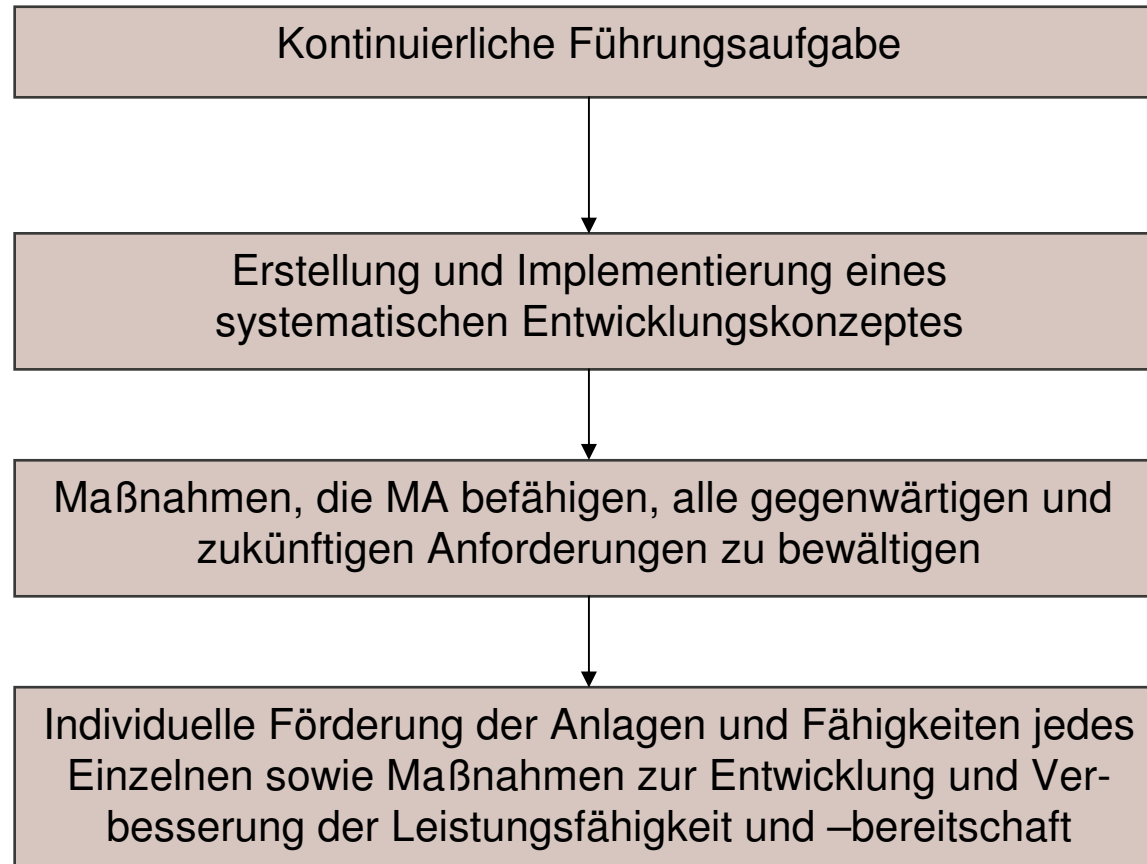 Kontinuierliche Führungsaufgabe
Erstellung und Implementierung eines
systematischen Entwicklungskonzeptes
Maßnahmen, die MA befähigen, alle gegenwärtigen und
zukünftigen Anforderungen zu bewältigen
Individuelle Förderung der Anlagen und Fähigkeiten jedes
Einzelnen sowie Maßnahmen zur Entwicklung und Ver-
besserung der Leistungsfähigkeit und –bereitschaft